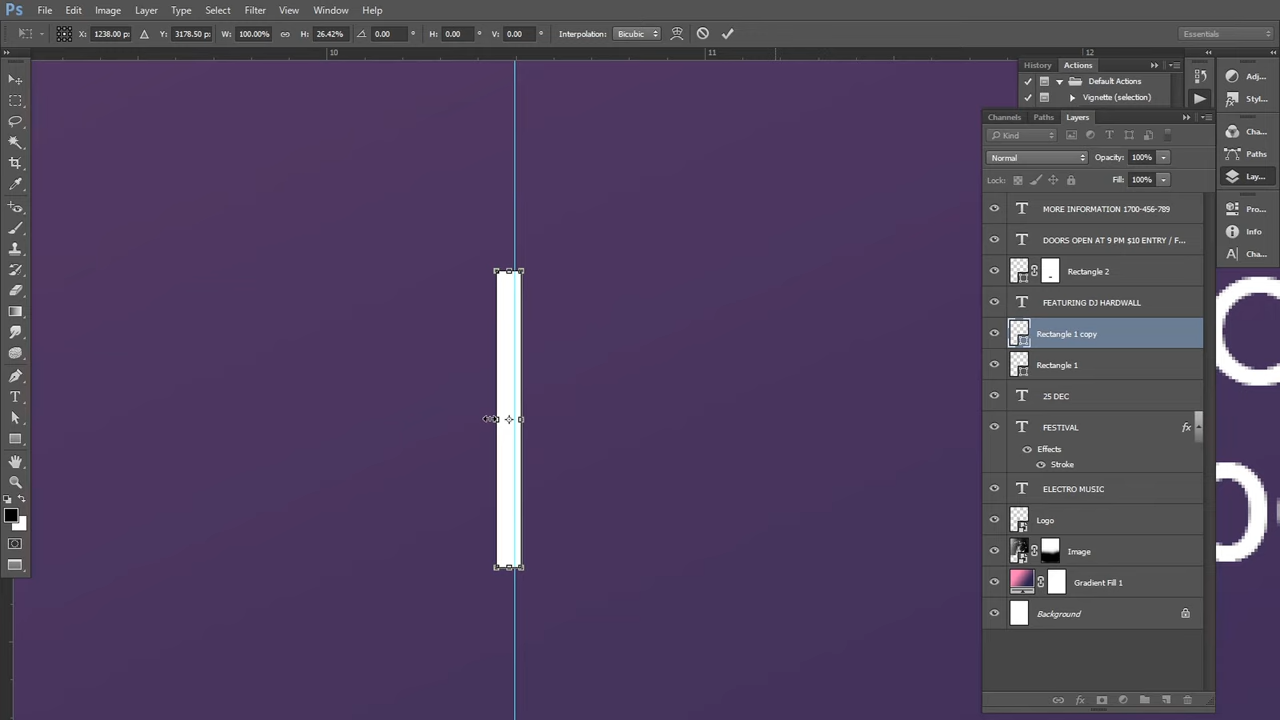 Ps File Edit Image Layer Type Select Filter View Window Help
X: 1238.00 p: Y: 3178.50 p: W: 100.00% H: 26.42% 0.00 ° H: 0.00 ° V: 0.00 ° Interpolation: Bicubic Essentials
10 11 12
History Actions
Default Actions
Vignette (selection)
Adj...
Styl...
Channels Paths Layers
Kind
Cha...
Normal Opacity: 100%
Paths
Lock: Fill: 100%
Lay...
T MORE INFORMATION 1700-456-789
Pro...
T DOORS OPEN AT 9 PM $10 ENTRY / F...
Info
A Cha...
Rectangle 2
T FEATURING DJ HARDWALL
Rectangle 1 copy
Rectangle 1
T 25 DEC
T FESTIVAL fx
Effects
Stroke
T ELECTRO MUSIC
Logo
Image
Gradient Fill 1
Background
fx